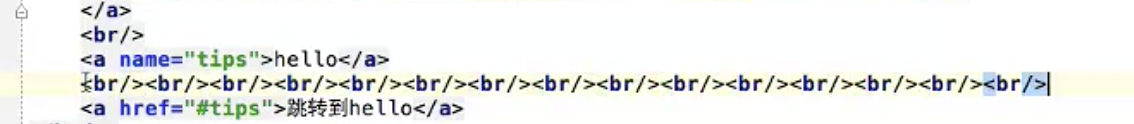 </a>
<br/>
<a name="tips">hello</a>
<br/><br/><br/><br/><br/><br/><br/><br/><br/><br/><br/><br/><br/><br/><br/>
<a href="#tips">跳转到hello</a>